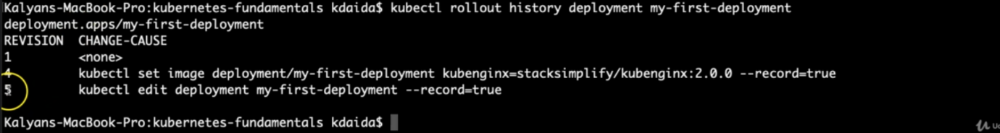 Kalyans-MacBook-Pro:kubernetes-fundamentals kdaida$ kubectl rollout history deployment my-first-deployment
deployment.apps/my-first-deployment
REVISION  CHANGE-CAUSE
1         <none>
4         kubectl set image deployment/my-first-deployment kubenginx=stacksimplify/kubenginx:2.0.0 --record=true
5         kubectl edit deployment my-first-deployment --record=true
Kalyans-MacBook-Pro:kubernetes-fundamentals kdaida$